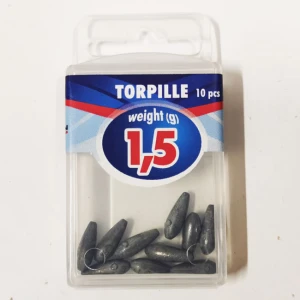 TORPILLE 10 pcs
weight (g)
1,5